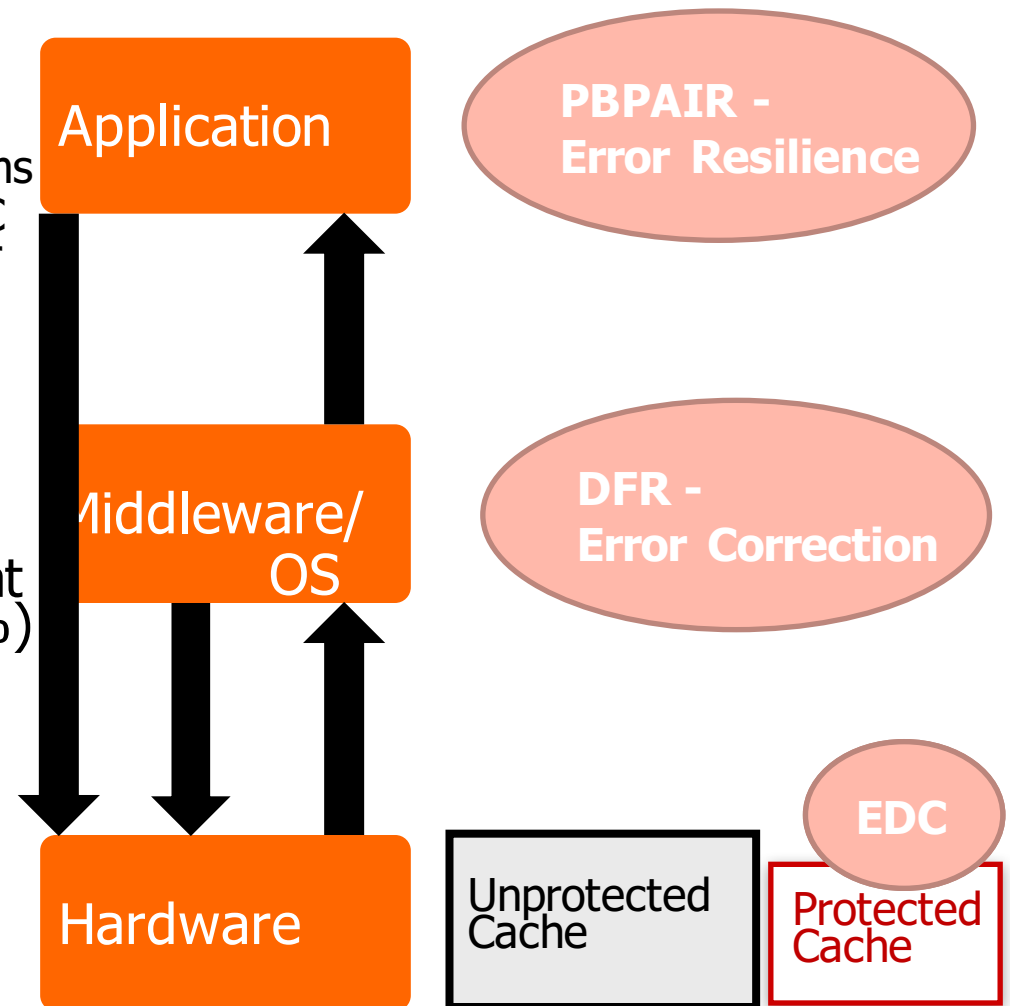 Application
PBPAIR -
Error Resilience
Middleware/
OS
DFR -
Error Correction
EDC
Hardware
Unprotected
Cache
Protected
Cache